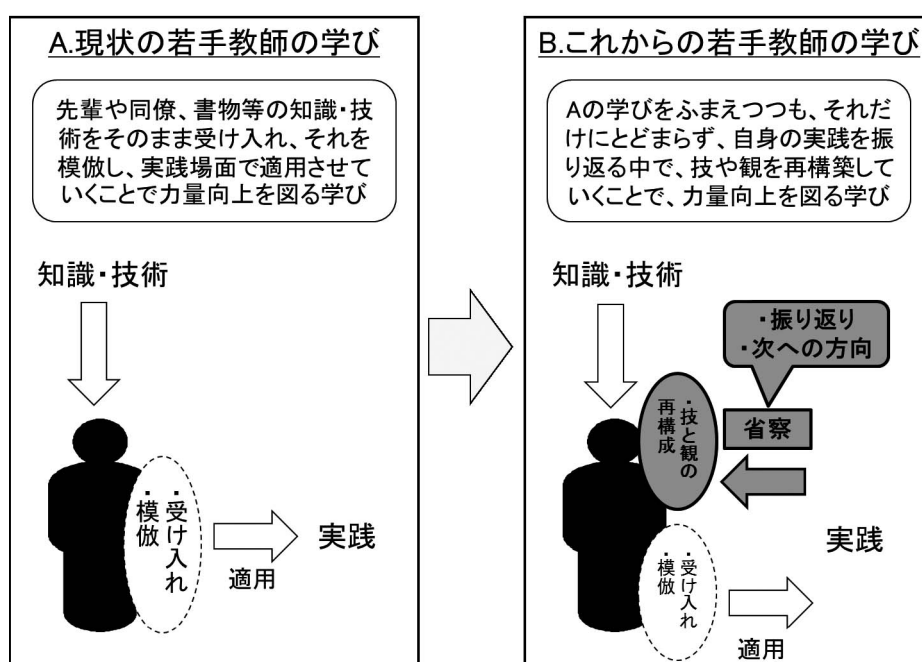 A.現状の若手教師の学び
先輩や同僚、書物等の知識・技
術をそのまま受け入れ、それを
模倣し、実践場面で適用させて
いくことで力量向上を図る学び
知識・技術
・受け入れ
・模倣
適用
実践
B.これからの若手教師の学び
Aの学びをふまえつつも、それだ
けにとどまらず、自身の実践を振
り返る中で、技や観を再構築して
いくことで、力量向上を図る学び
知識・技術
・振り返り
・次への方向
省察
・技と観の
再構成
・受け入れ
・模倣
適用
実践